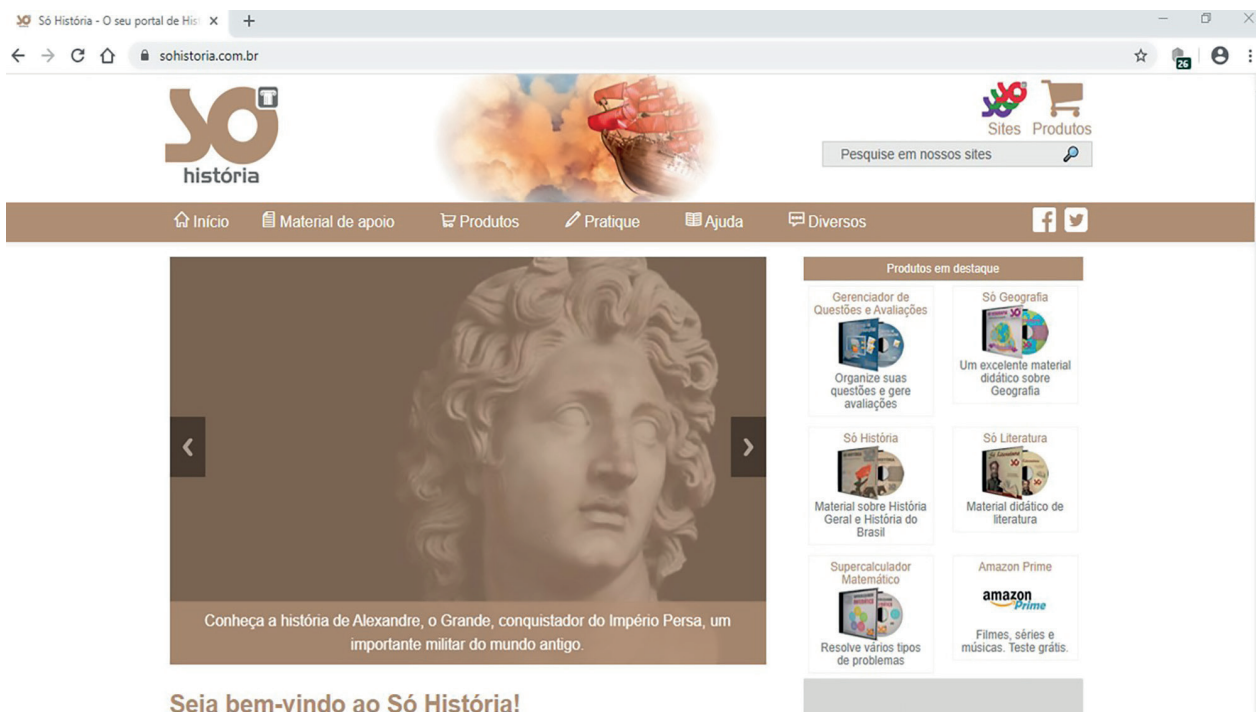 Só História - O seu portal de His
sohistoria.com.br
26
só
história
Sites Produtos
Pesquise em nossos sites
Início Material de apoio Produtos Pratique Ajuda Diversos
Conheça a história de Alexandre, o Grande, conquistador do Império Persa, um
importante militar do mundo antigo.
Seja bem-vindo ao Só História!
Produtos em destaque
Gerenciador de
Questões e Avaliações
Organize suas
questões e gere
avaliações
Só Geografia
Um excelente material
didático sobre
Geografia
Só História
Material sobre História
Geral e História do
Brasil
Só Literatura
Material didático de
literatura
Supercalculador
Matemático
Resolve vários tipos
de problemas
Amazon Prime
amazon
Prime
Filmes, séries e
músicas. Teste grátis.